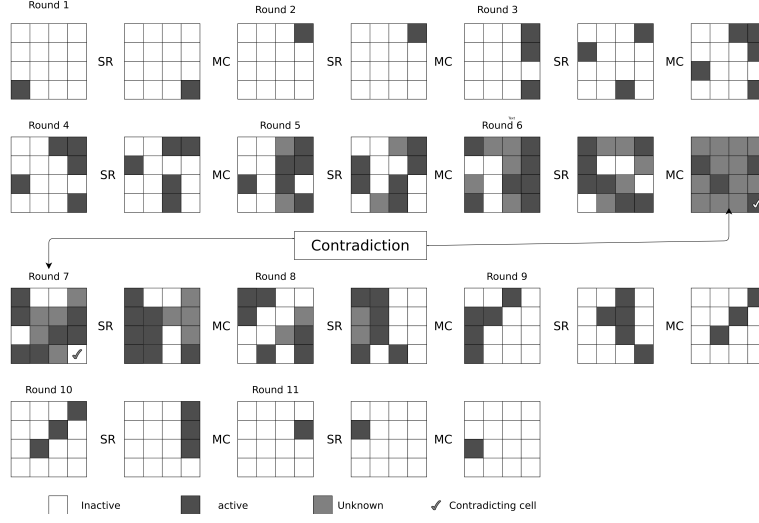 Round 1
Round 2
Round 3
SR
MC
SR
MC
SR
MC
Round 4
Round 5
Text
Round 6
SR
MC
SR
MC
SR
MC
Contradiction
Round 7
Round 8
Round 9
SR
MC
SR
MC
SR
MC
Round 10
Round 11
SR
MC
SR
MC
Inactive
active
Unknown
Contradicting cell